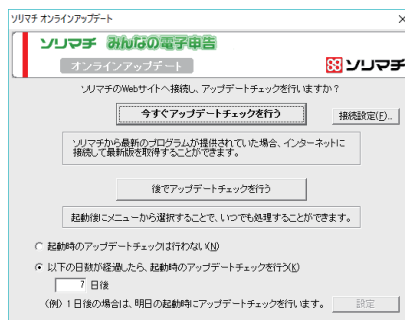 ソリマチ オンラインアップデート
ソリマチ みんなの電子申告
オンラインアップデート
ソリマチ
ソリマチのWebサイトへ接続し、アップデートチェックを行いますか？
今すぐアップデートチェックを行う
接続設定(E)...
ソリマチから最新のプログラムが提供されていた場合、インターネットに
接続して最新版を取得することができます。
後でアップデートチェックを行う
起動後にメニューから選択することで、いつでも処理することができます。
起動時のアップデートチェックは行わない(N)
以下の日数が経過したら、起動時のアップデートチェックを行う(K)
7 日後
(例) 1日後の場合は、明日の起動時にアップデートチェックを行います。
設定